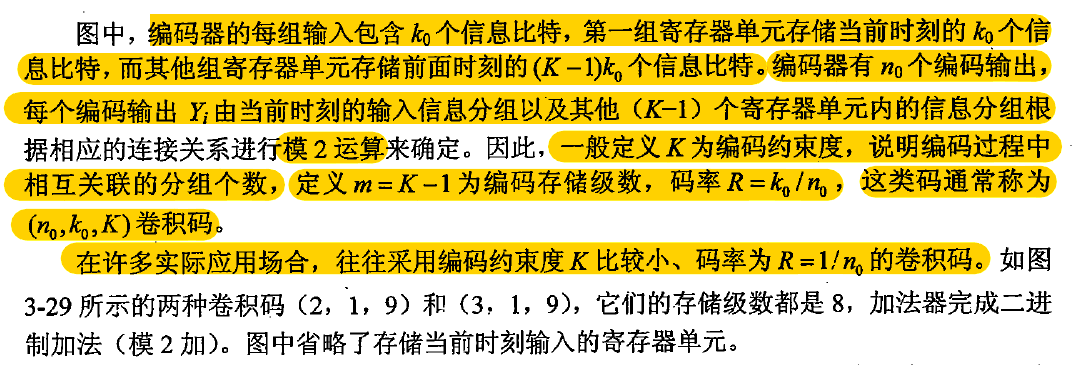 图中，编码器的每组输入包含 k₀ 个信息比特，第一组寄存器单元存储当前时刻的 k₀ 个信
息比特，而其他组寄存器单元存储前面时刻的 (K −1)k₀ 个信息比特。编码器有 n₀ 个编码输出，
每个编码输出 Yᵢ 由当前时刻的输入信息分组以及其他（K−1）个寄存器单元内的信息分组根
据相应的连接关系进行模 2 运算来确定。因此，一般定义 K 为编码约束度，说明编码过程中
相互关联的分组个数，定义 m = K −1 为编码存储级数，码率 R = k₀ / n₀，这类码通常称为
(n₀,k₀,K) 卷积码。
在许多实际应用场合，往往采用编码约束度 K 比较小、码率为 R =1/ n₀ 的卷积码。如图
3-29 所示的两种卷积码（2，1，9）和（3，1，9），它们的存储级数都是 8，加法器完成二进
制加法（模 2 加）。图中省略了存储当前时刻输入的寄存器单元。